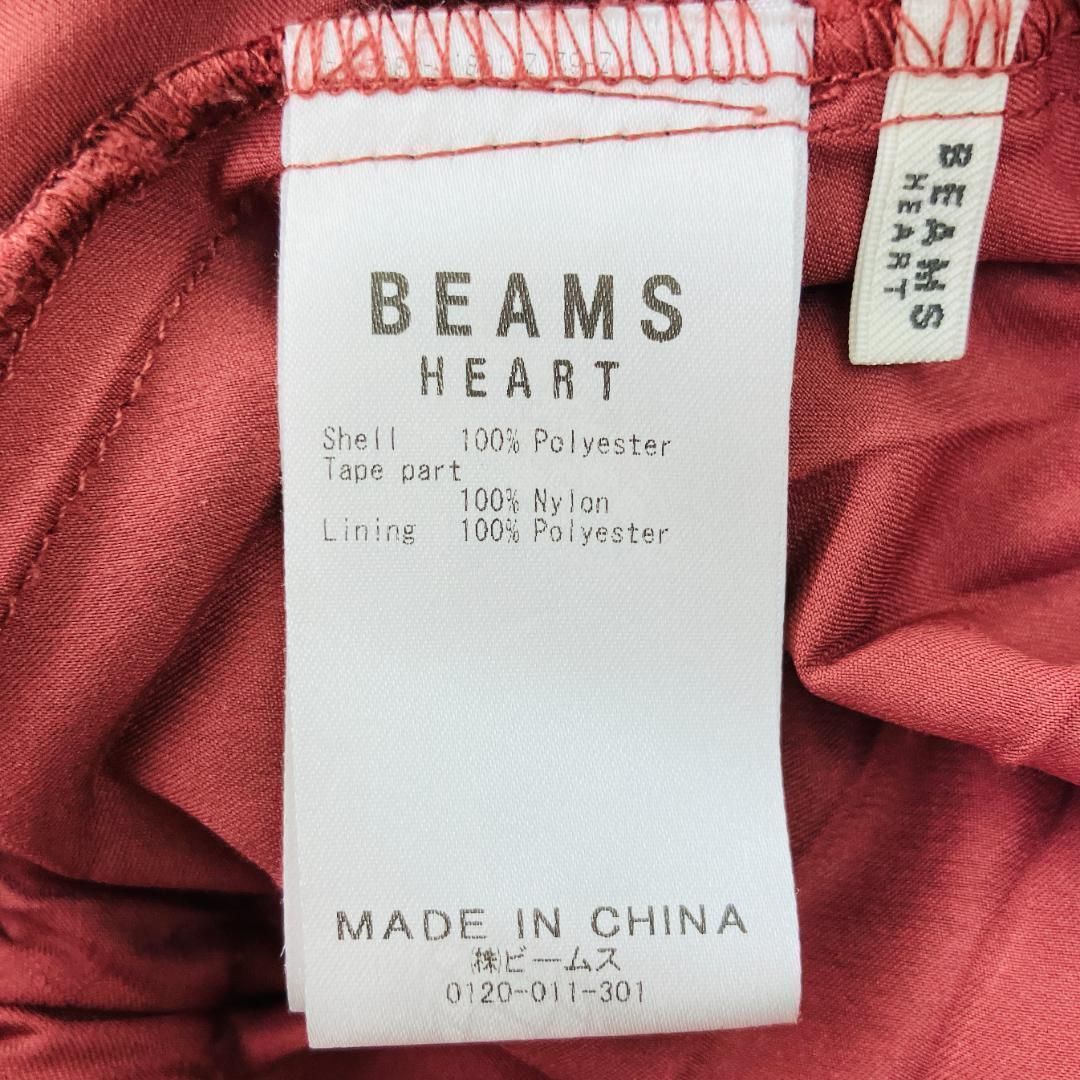 BEAMS
HEART
Shell 100% Polyester
Tape part
100% Nylon
Lining 100% Polyester
MADE IN CHINA
㈱ビームス
0120-011-301
BEAMS
HEART